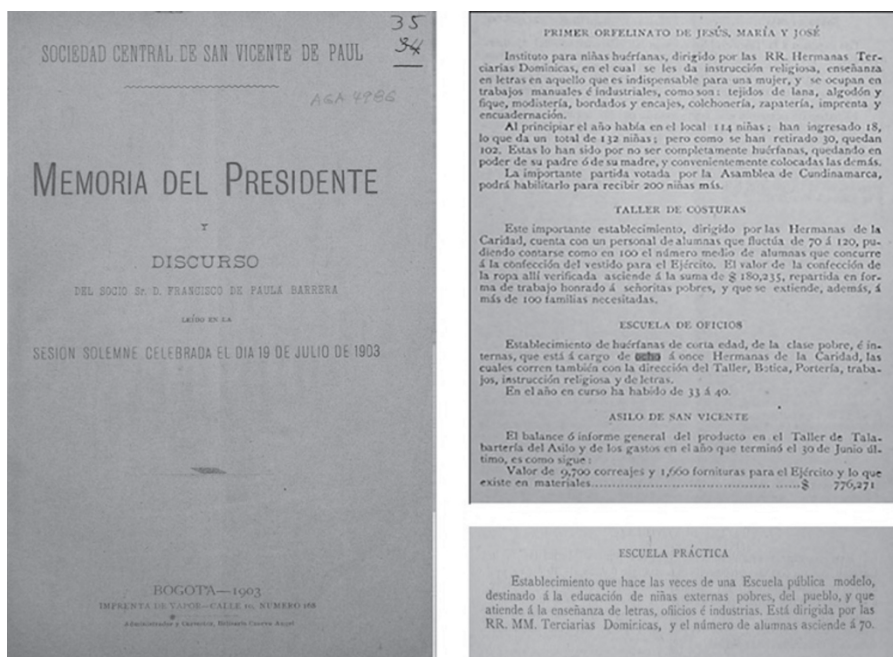 35
34
SOCIEDAD CENTRAL DE SAN VICENTE DE PAUL
AGA 4986
MEMORIA DEL PRESIDENTE
Y
DISCURSO
DEL SOCIO Sr. D. FRANCISCO DE PAULA BARRERA
LEÍDO EN LA
SESION SOLEMNE CELEBRADA EL DIA 19 DE JULIO DE 1903
BOGOTA—1903
IMPRENTA DE VAPOR—CALLE 10, NUMERO 168
PRIMER ORFELINATO DE JESÚS, MARÍA Y JOSÉ
Instituto para niñas huérfanas, dirigido por las RR. Hermanas Ter-
ciarias Dominicas, en el cual se les da instrucción religiosa, enseñanza
en letras en aquello que es indispensable para una mujer, y se ocupan en
trabajos manuales é industriales, como son: tejidos de lana, algodón y
fique, modistería, bordados y encajes, colchonería, zapatería, imprenta y
encuadernación.
Al principiar el año había en el local 114 niñas; han ingresado 18,
lo que da un total de 132 niñas; pero como se han retirado 30, quedan
102. Estas lo han sido por no ser completamente huérfanas, quedando en
poder de su padre ó de su madre, y convenientemente colocadas las demás.
La importante partida votada por la Asamblea de Cundinamarca,
podrá habilitarlo para recibir 200 niñas más.
TALLER DE COSTURAS
Este importante establecimiento, dirigido por las Hermanas de la
Caridad, cuenta con un personal de alumnas que fluctúa de 70 á 120, pu-
diendo contarse como en 100 el número medio de alumnas que concurre
á la confección del vestido para el Ejército. El valor de la confección de
la ropa allí verificada asciende á la suma de $ 180,235, repartida en for-
ma de trabajo honrado á señoritas pobres, y que se extiende, además, á
más de 100 familias necesitadas.
ESCUELA DE OFICIOS
Establecimiento de huérfanas de corta edad, de la clase pobre, é in-
ternas, que está á cargo de ocho á once Hermanas de la Caridad, las
cuales corren también con la dirección del Taller, Botica, Portería, traba-
jos, instrucción religiosa y de letras.
En el año en curso ha habido de 33 á 40.
ASILO DE SAN VICENTE
El balance ó informe general del producto en el Taller de Tala-
bartería del Asilo y de los gastos en el año que terminó el 30 de Junio úl-
timo, es como sigue:
Valor de 9,700 correajes y 1,660 fornituras para el Ejército y lo que
existe en materiales................................................ ......$ 776,271
ESCUELA PRÁCTICA
Establecimiento que hace las veces de una Escuela pública modelo,
destinado á la educación de niñas externas pobres, del pueblo, y que
atiende á la enseñanza de letras, oficios é industrias. Está dirigida por las
RR. MM. Terciarias Dominicas, y el número de alumnas asciende á 70.